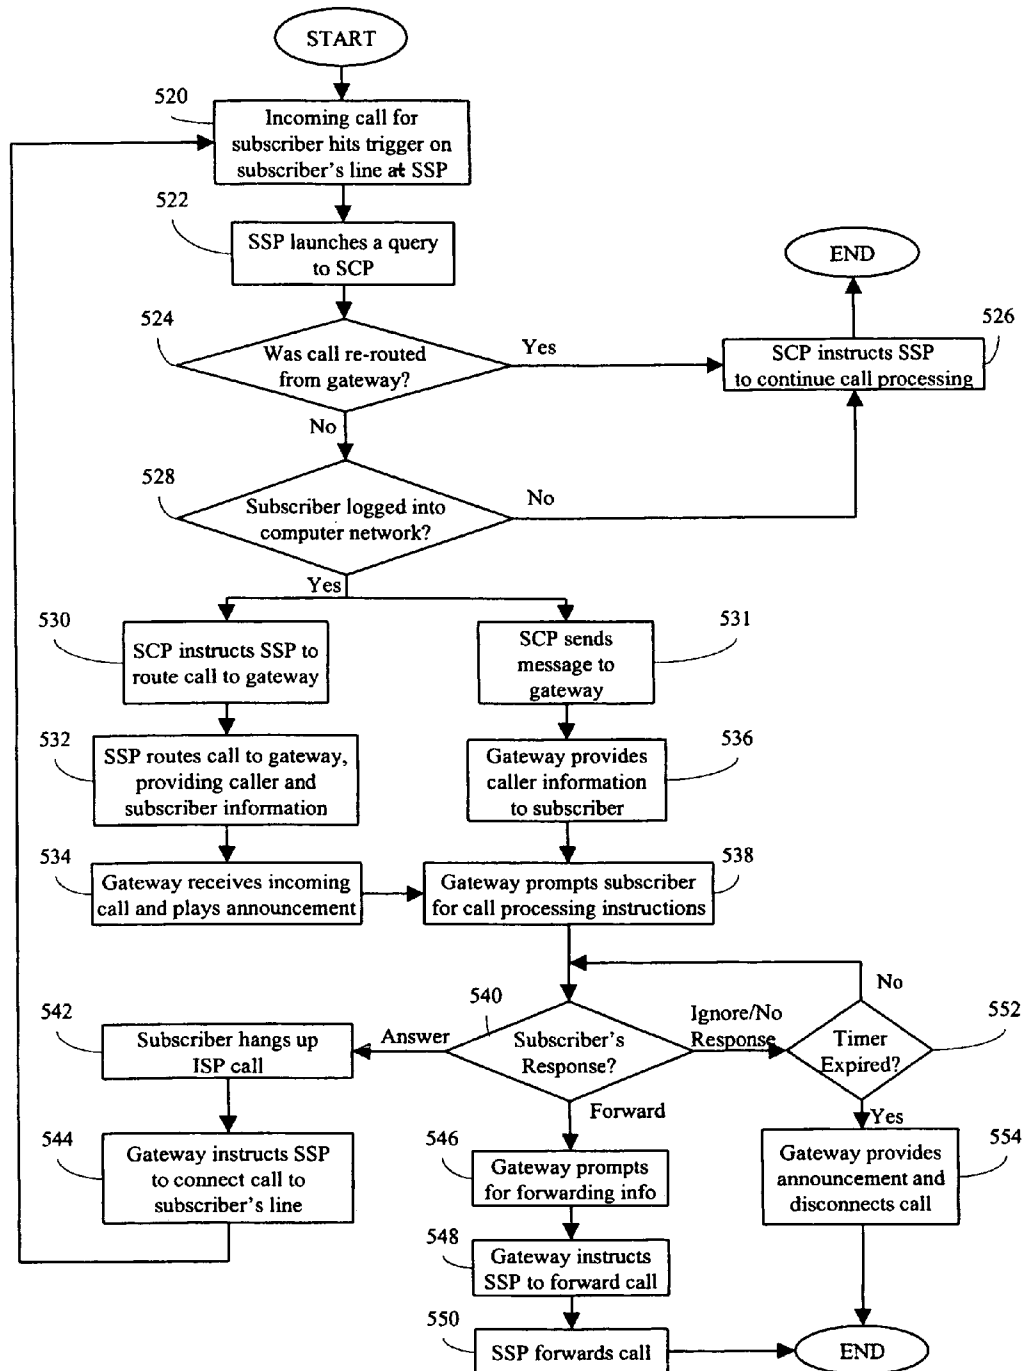 START
520
Incoming call for
subscriber hits trigger on
subscriber's line at SSP
522
SSP launches a query
to SCP
END
524
Was call re-routed
from gateway?
Yes
526
SCP instructs SSP
to continue call processing
No
528
Subscriber logged into
computer network?
No
Yes
530
SCP instructs SSP to
route call to gateway
531
SCP sends
message to
gateway
532
SSP routes call to gateway,
providing caller and
subscriber information
536
Gateway provides
caller information
to subscriber
534
Gateway receives incoming
call and plays announcement
538
Gateway prompts subscriber
for call processing instructions
No
540
Subscriber's
Response?
Answer
Ignore/No
Response
552
Timer
Expired?
542
Subscriber hangs up
ISP call
Forward
Yes
544
Gateway instructs SSP
to connect call to
subscriber's line
546
Gateway prompts
for forwarding info
554
Gateway provides
announcement and
disconnects call
548
Gateway instructs
SSP to forward call
550
SSP forwards call
END